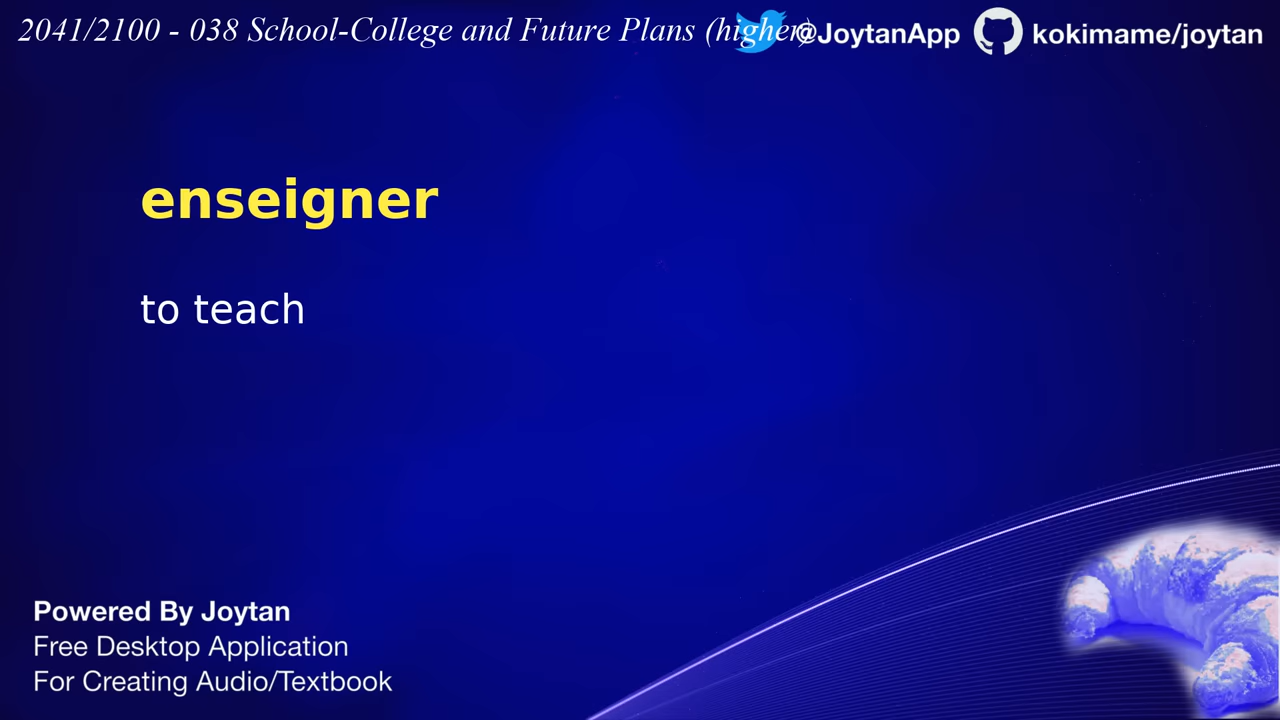 2041/2100 - 038 School-College and Future Plans (higher)
@JoytanApp kokimame/joytan
enseigner
to teach
Powered By Joytan
Free Desktop Application
For Creating Audio/Textbook